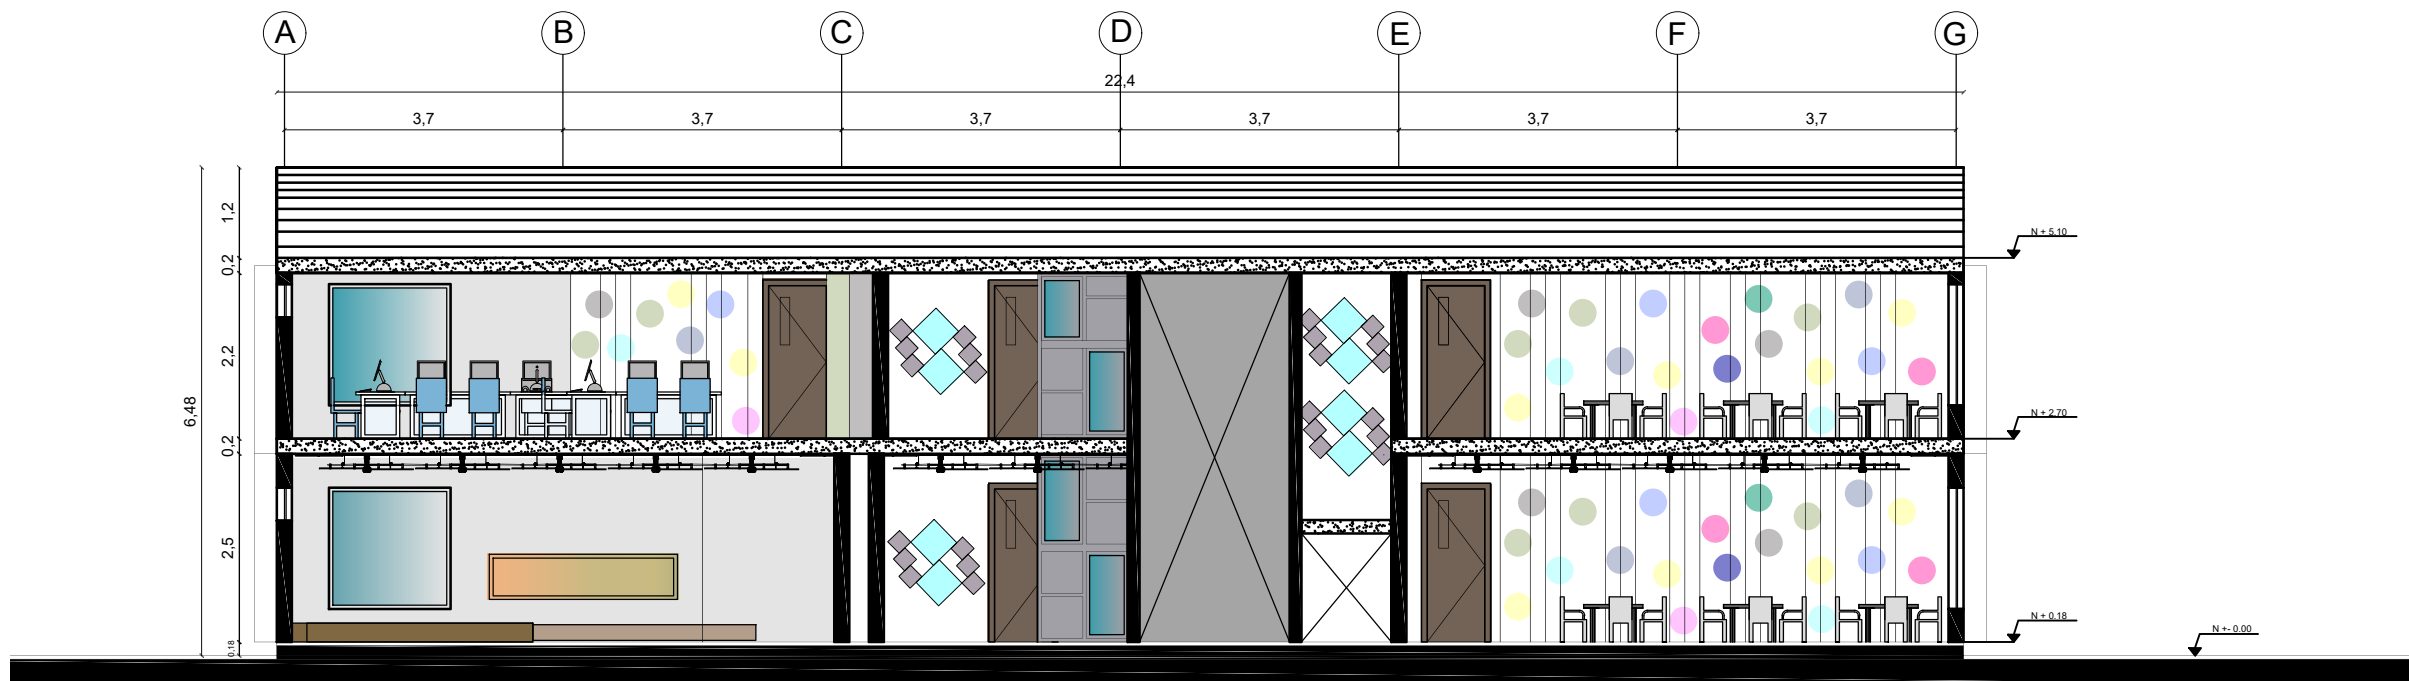 A B C D E F G
22,4
3,7 3,7 3,7 3,7 3,7 3,7
1,2
N + 5.10
0,2
2,2
6,48
N + 2.70
0,2
2,5
N + 0.18
N +- 0.00
0,18